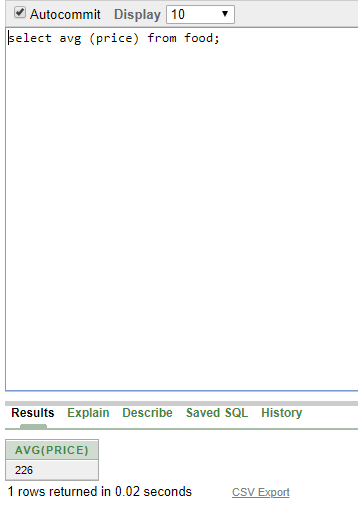 Autocommit Display 10
select avg (price) from food;
Results Explain Describe Saved SQL History
AVG(PRICE)
226
1 rows returned in 0.02 seconds CSV Export